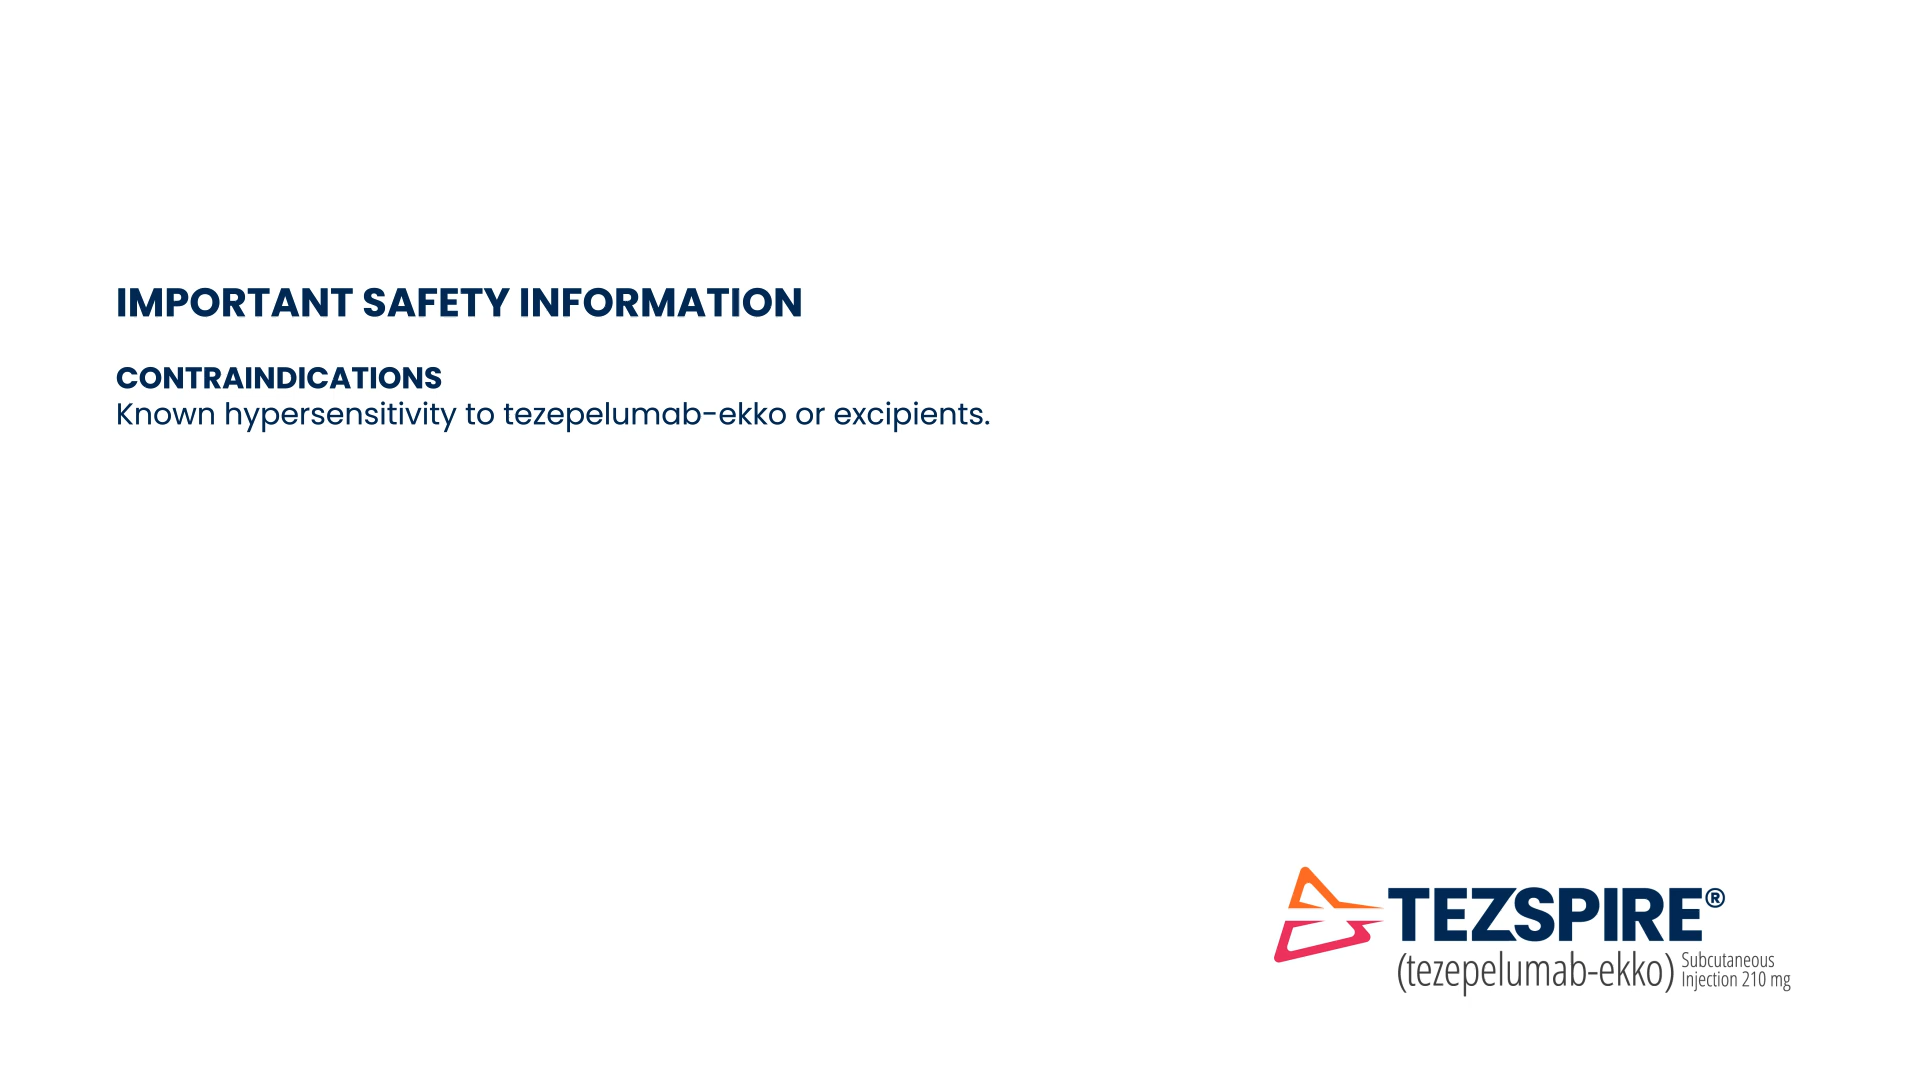 IMPORTANT SAFETY INFORMATION
CONTRAINDICATIONS
Known hypersensitivity to tezepelumab-ekko or excipients.
TEZSPIRE®
(tezepelumab-ekko) Subcutaneous
Injection 210 mg